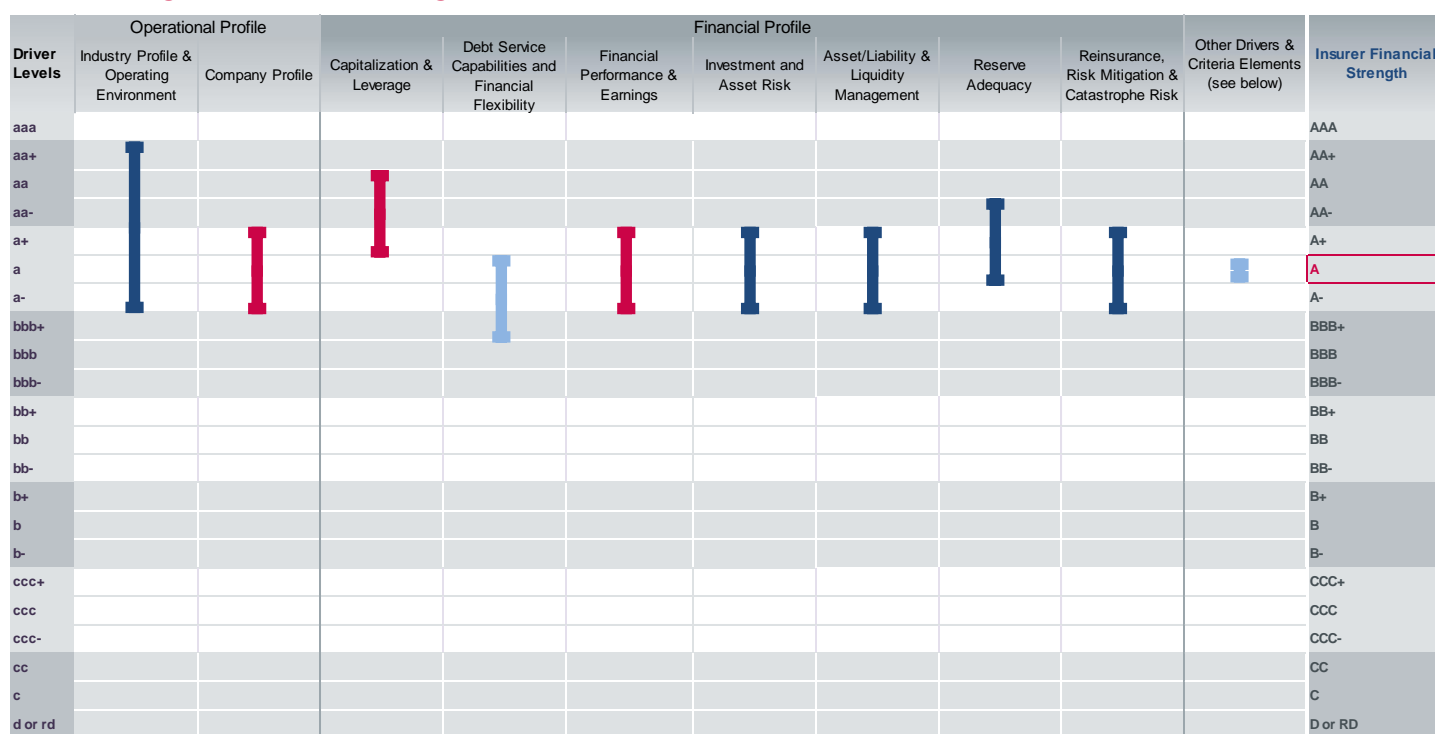 Operational Profile
Financial Profile
Driver
Levels
Industry Profile &
Operating
Environment
Company Profile
Capitalization &
Leverage
Debt Service
Capabilities and
Financial
Flexibility
Financial
Performance &
Earnings
Investment and
Asset Risk
Asset/Liability &
Liquidity
Management
Reserve
Adequacy
Reinsurance,
Risk Mitigation &
Catastrophe Risk
Other Drivers &
Criteria Elements
(see below)
Insurer Financial
Strength
aaa AAA
aa+ AA+
aa AA
aa- AA-
a+ A+
a A
a- A-
bbb+ BBB+
bbb BBB
bbb- BBB-
bb+ BB+
bb BB
bb- BB-
b+ B+
b B
b- B-
ccc+ CCC+
ccc CCC
ccc- CCC-
cc CC
c C
d or rd D or RD